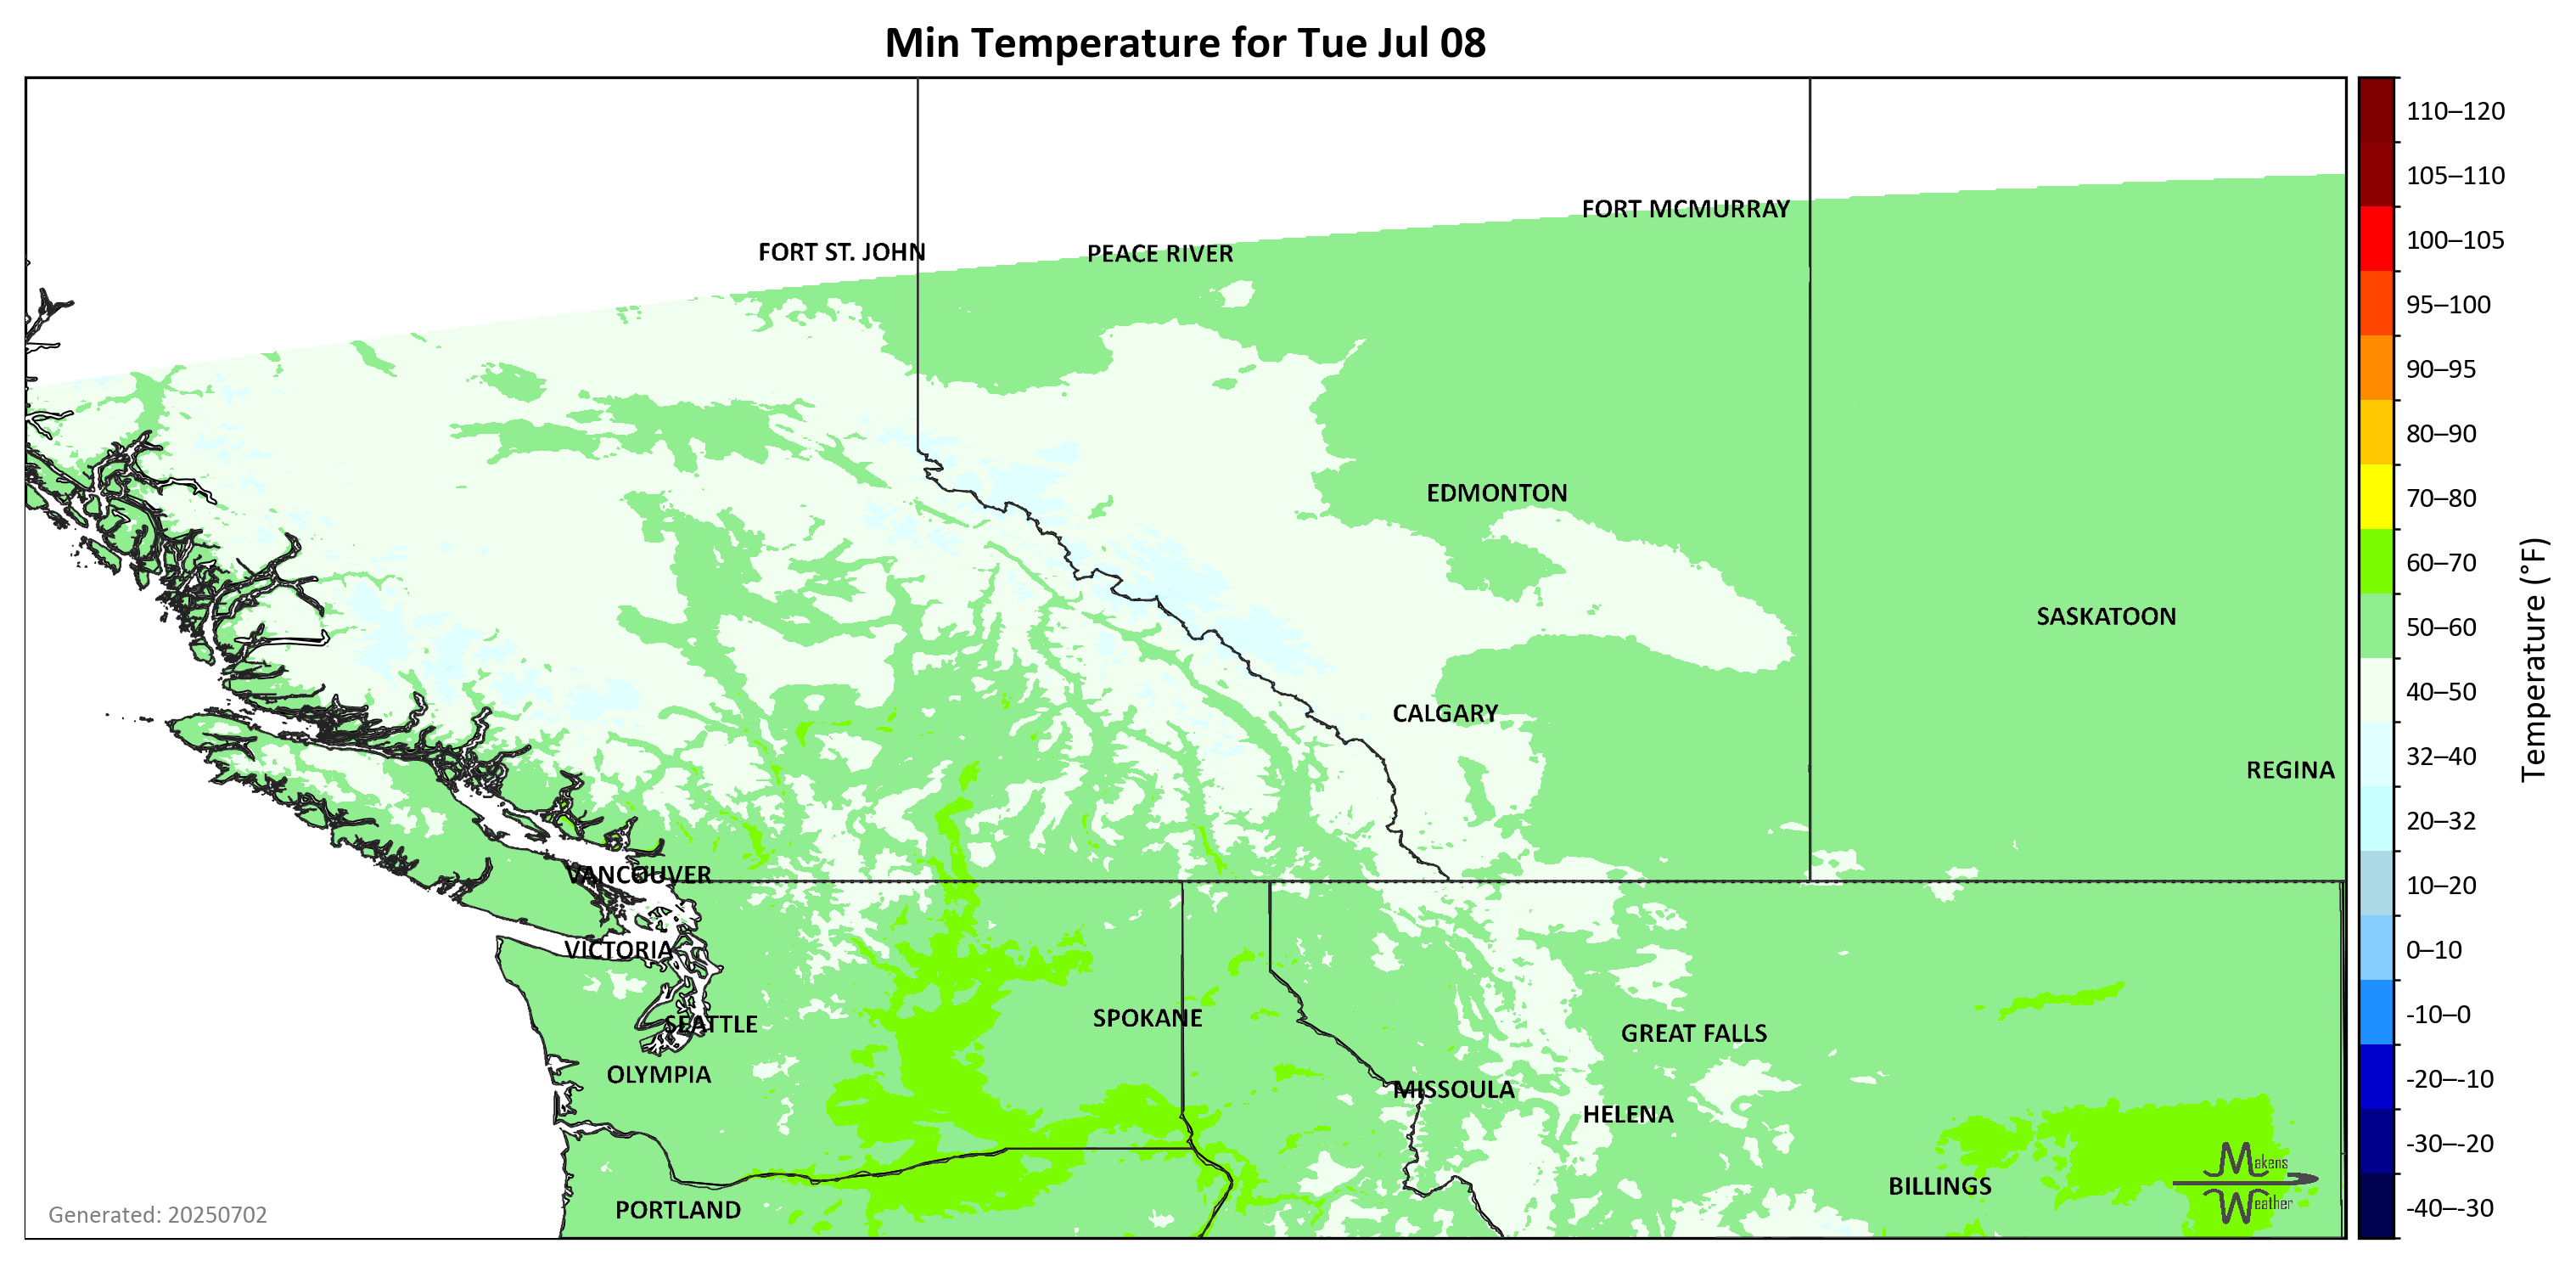 Min Temperature for Tue Jul 08
110–120
105–110
100–105
95–100
90–95
80–90
70–80
60–70
50–60
40–50
32–40
20–32
10–20
0–10
-10–0
-20–-10
-30–-20
-40–-30
Temperature (°F)
FORT MCMURRAY
FORT ST. JOHN
PEACE RIVER
EDMONTON
SASKATOON
CALGARY
REGINA
VANCOUVER
VICTORIA
SEATTLE
SPOKANE
GREAT FALLS
OLYMPIA
MISSOULA
HELENA
BILLINGS
PORTLAND
Makens
Weather
Generated: 20250702